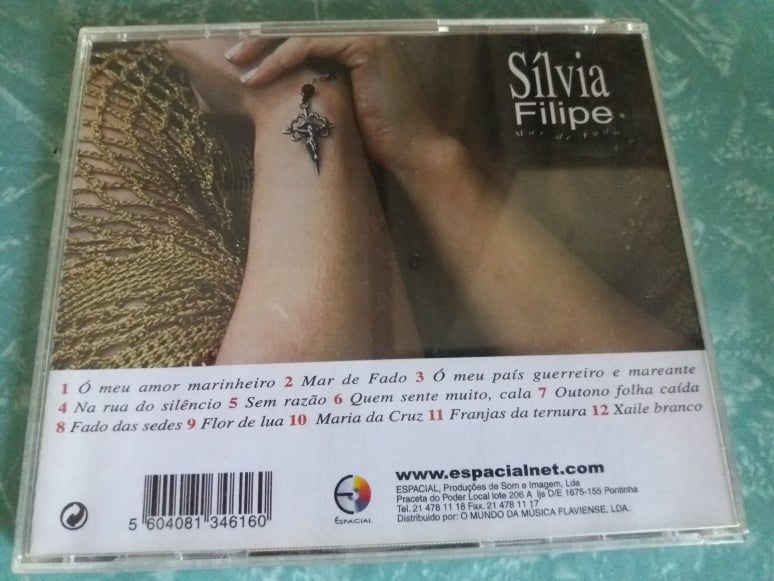 Sílvia
Filipe
Mar de Fado
1 Ó meu amor marinheiro 2 Mar de Fado 3 Ó meu país guerreiro e mareante
4 Na rua do silêncio 5 Sem razão 6 Quem sente muito, cala 7 Outono folha caída
8 Fado das sedes 9 Flor de lua 10 Maria da Cruz 11 Franjas da ternura 12 Xaile branco
5 604081 346160
ESPACIAL
www.espacialnet.com
ESPACIAL, Produções de Som e Imagem, Lda
Praceta do Poder Local lote 206 A ljs D/E 1675-155 Pontinha
Tel. 21 478 11 18 Fax. 21 478 11 17
Distribuido por: O MUNDO DA MÚSICA FLAVIENSE, LDA.